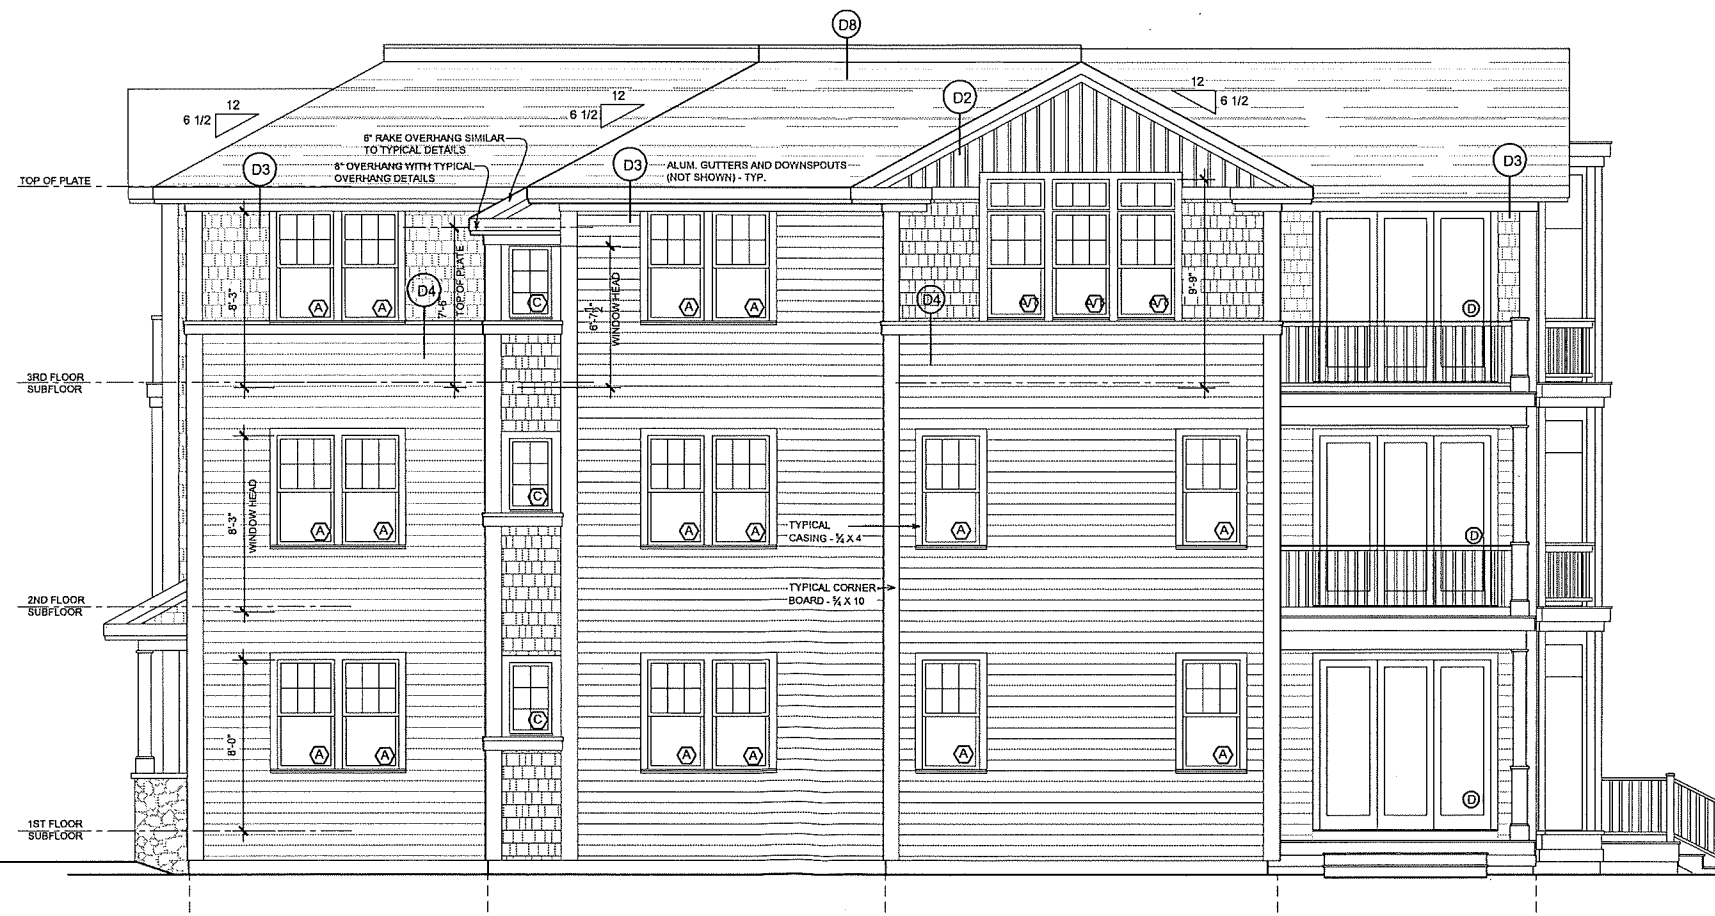 D8
12
6 1/2
12
6 1/2
D2
12
6 1/2
6" RAKE OVERHANG SIMILAR
TO TYPICAL DETAILS
8" OVERHANG WITH TYPICAL
OVERHANG DETAILS
D3
D3
ALUM. GUTTERS AND DOWNSPOUTS
(NOT SHOWN) - TYP.
D3
TOP OF PLATE
8'-3"
D4
7'-6"
TOP OF PLATE
6'-7 1/2"
WINDOW HEAD
D4
9'-9"
A
A
C
A
A
D
3RD FLOOR
SUBFLOOR
8'-3"
WINDOW HEAD
A
A
C
A
A
TYPICAL
CASING - 5/4 X 4
A
A
D
TYPICAL CORNER
BOARD - 5/4 X 10
2ND FLOOR
SUBFLOOR
8'-0"
A
A
C
A
A
A
A
D
1ST FLOOR
SUBFLOOR